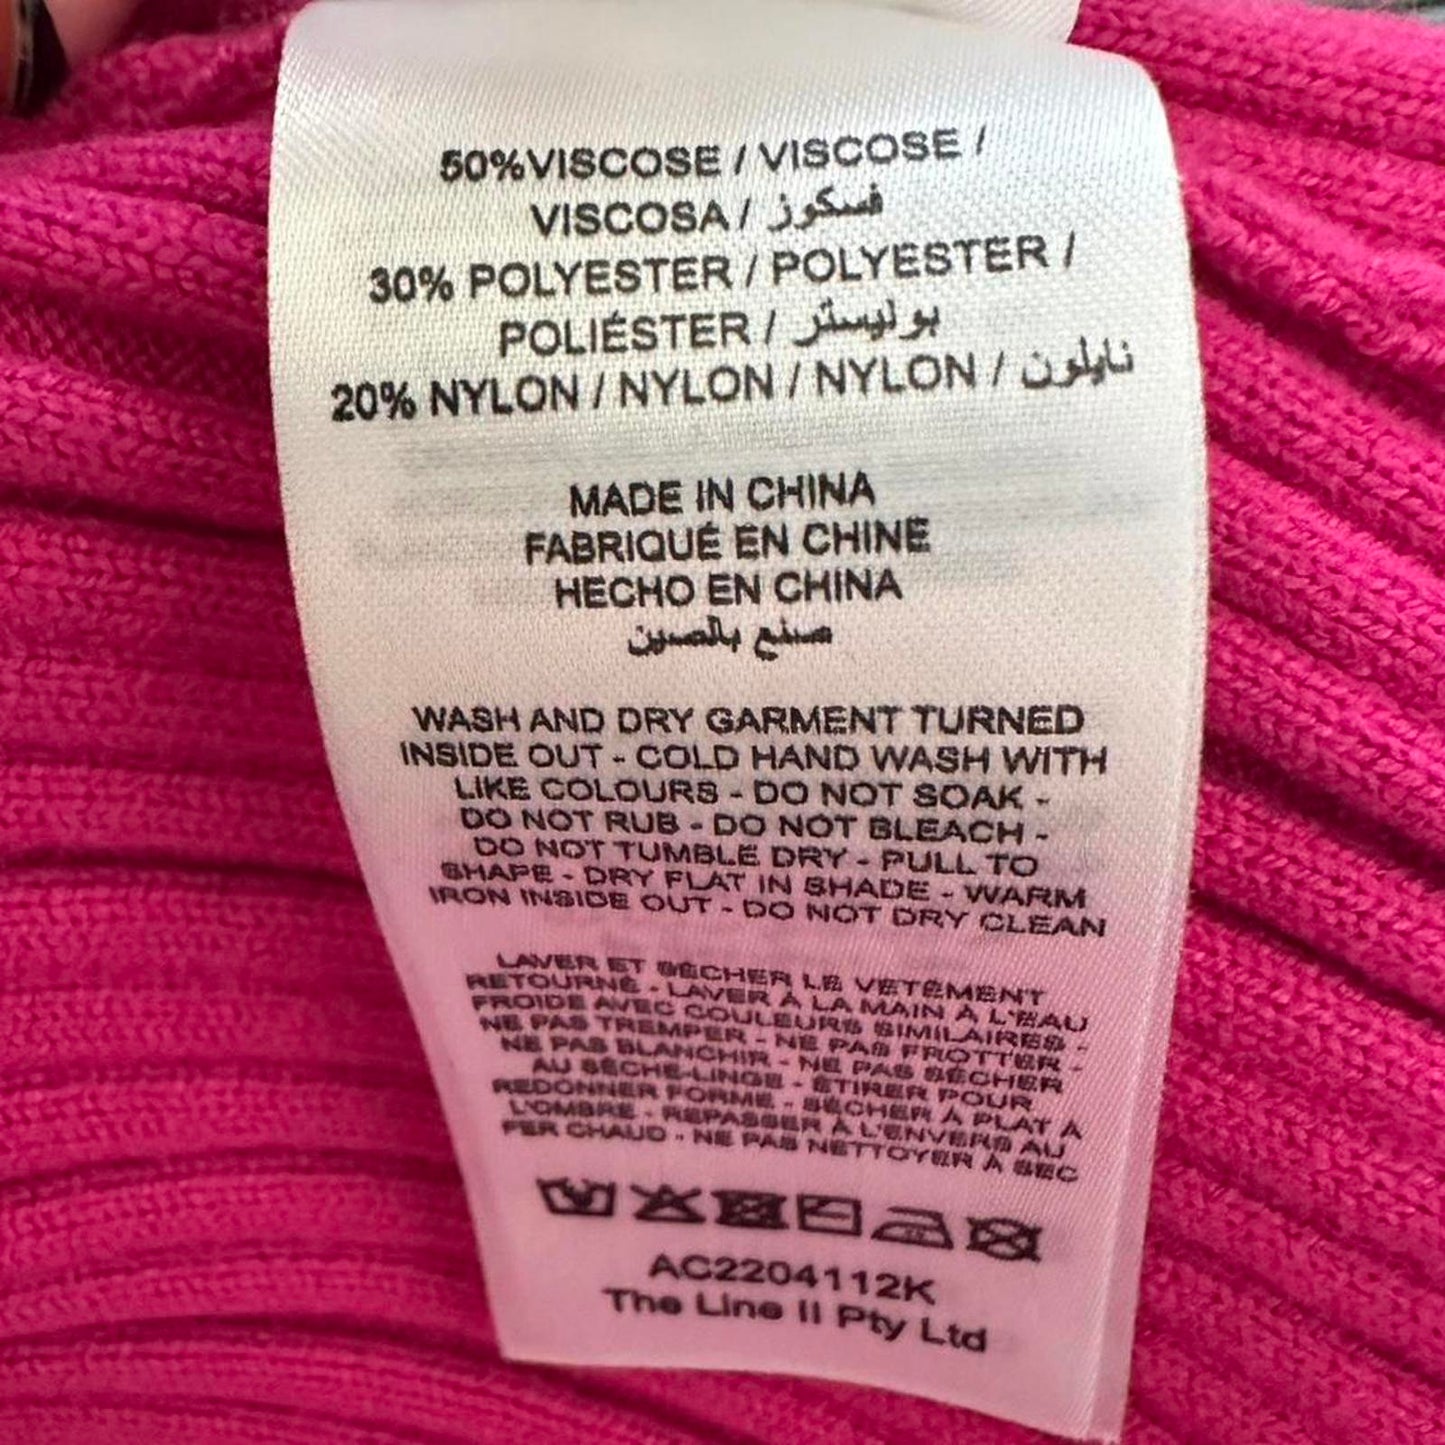 50%VISCOSE / VISCOSE /
VISCOSA / فسكوز
30% POLYESTER / POLYESTER /
POLIÉSTER / بوليستر
20% NYLON / NYLON / NYLON / نايلون
MADE IN CHINA
FABRIQUÉ EN CHINE
HECHO EN CHINA
صنع بالصين
WASH AND DRY GARMENT TURNED
INSIDE OUT - COLD HAND WASH WITH
LIKE COLOURS - DO NOT SOAK -
DO NOT RUB - DO NOT BLEACH -
DO NOT TUMBLE DRY - PULL TO
SHAPE - DRY FLAT IN SHADE - WARM
IRON INSIDE OUT - DO NOT DRY CLEAN
LAVER ET SÉCHER LE VETÉMENT
RETOURNÉ - LAVER À LA MAIN À L'EAU
FROIDE AVEC COULEURS SIMILAIRES -
NE PAS TREMPER - NE PAS FROTTER -
NE PAS BLANCHIR - NE PAS SÉCHER
AU SÈCHE-LINGE - ÉTIRER POUR
REDONNER FORME - SÉCHER À PLAT À
L'OMBRE - REPASSER À L'ENVERS AU
FER CHAUD - NE PAS NETTOYER À SEC
AC2204112K
The Line II Pty Ltd